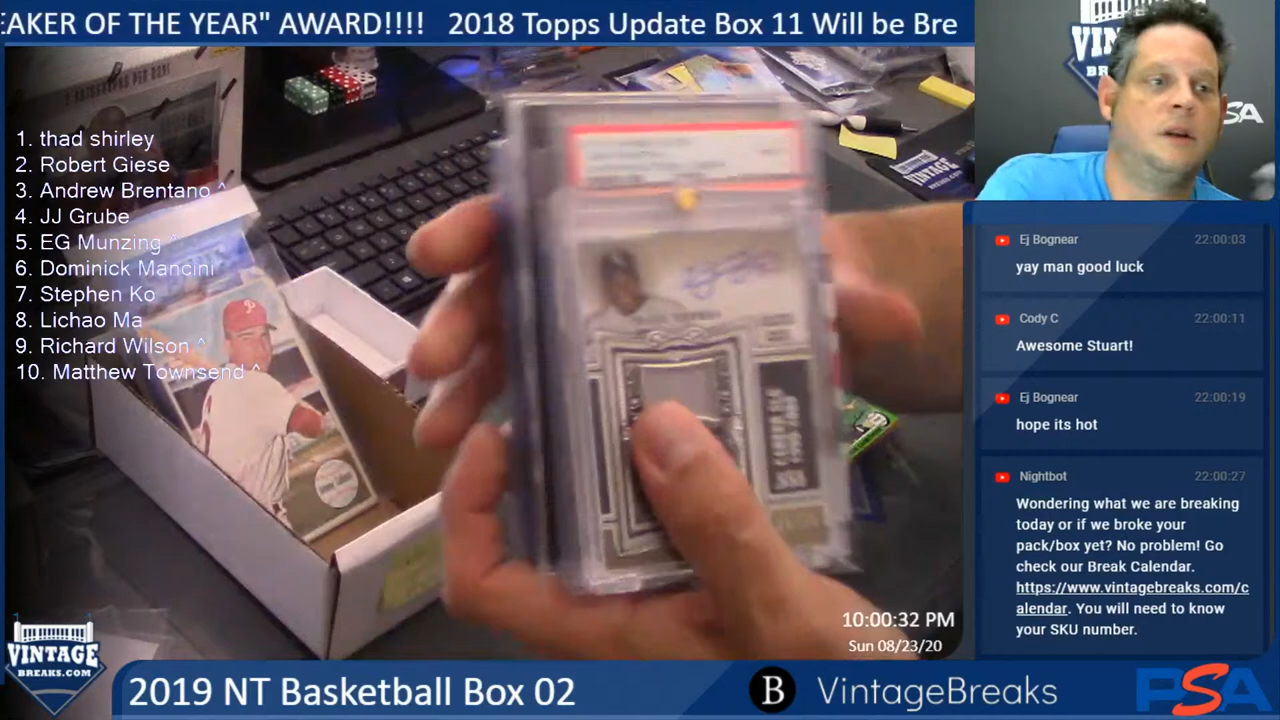 EAKER OF THE YEAR" AWARD!!!! 2018 Topps Update Box 11 Will be Bre
1. thad shirley
2. Robert Giese
3. Andrew Brentano ^
4. JJ Grube
5. EG Munzing ^
6. Dominick Mancini
7. Stephen Ko
8. Lichao Ma
9. Richard Wilson ^
10. Matthew Townsend ^
Ej Bognear 22:00:03
yay man good luck
Cody C 22:00:11
Awesome Stuart!
Ej Bognear 22:00:19
hope its hot
Nightbot 22:00:27
Wondering what we are breaking
today or if we broke your
pack/box yet? No problem! Go
check our Break Calendar.
https://www.vintagebreaks.com/c
alendar. You will need to know
your SKU number.
10:00:32 PM
Sun 08/23/20
VINTAGE
BREAKS.COM
2019 NT Basketball Box 02
B VintageBreaks
PSA